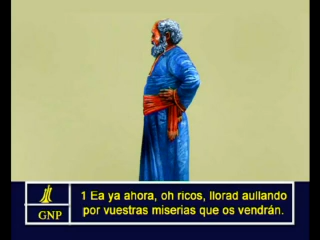 1 Ea ya ahora, oh ricos, llorad aullando
por vuestras miserias que os vendrán.
GNP